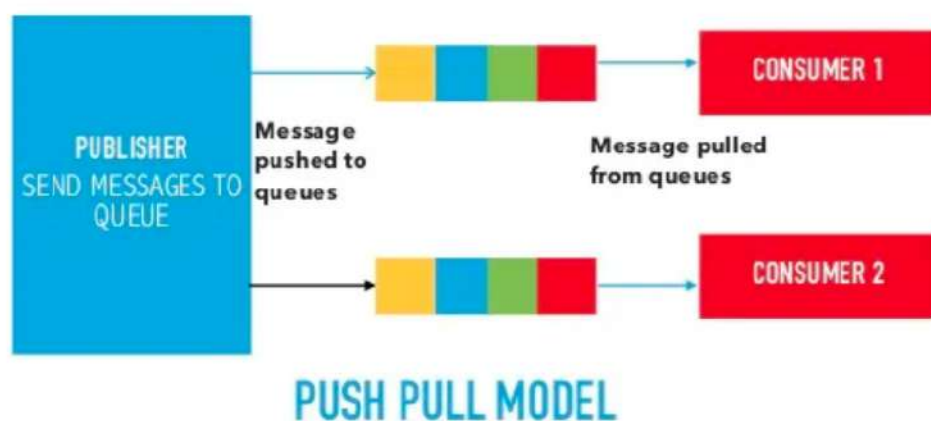 PUBLISHER
SEND MESSAGES TO
QUEUE
Message
pushed to
queues
Message pulled
from queues
CONSUMER 1
CONSUMER 2
PUSH PULL MODEL